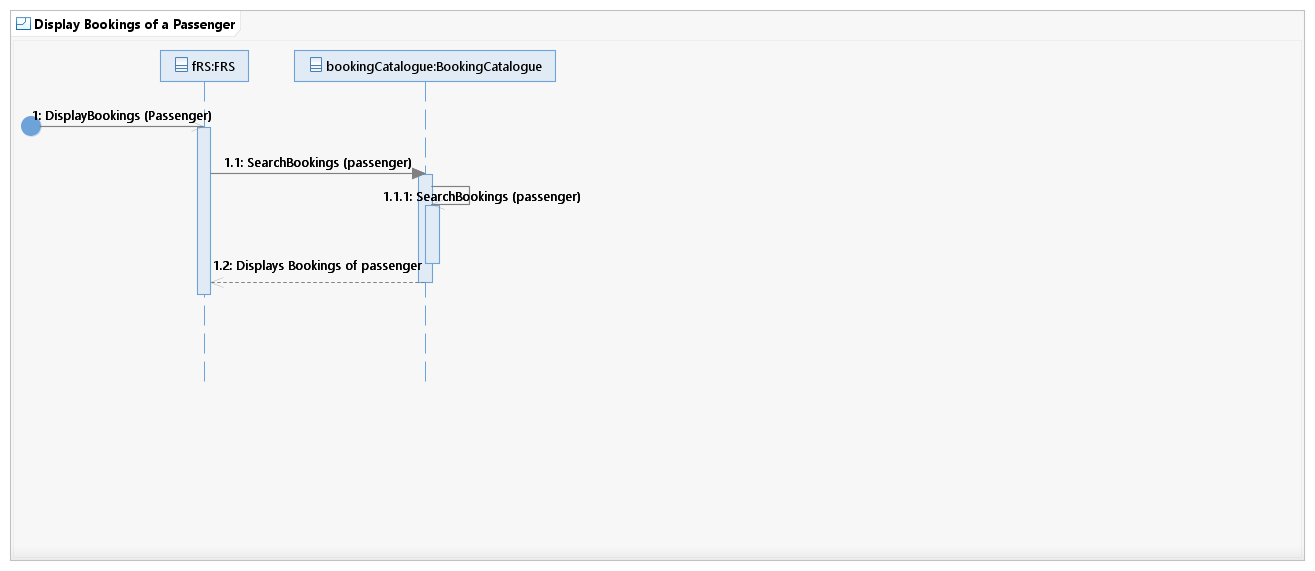 Display Bookings of a Passenger
fRS:FRS
bookingCatalogue:BookingCatalogue
1: DisplayBookings (Passenger)
1.1: SearchBookings (passenger)
1.1.1: SearchBookings (passenger)
1.2: Displays Bookings of passenger